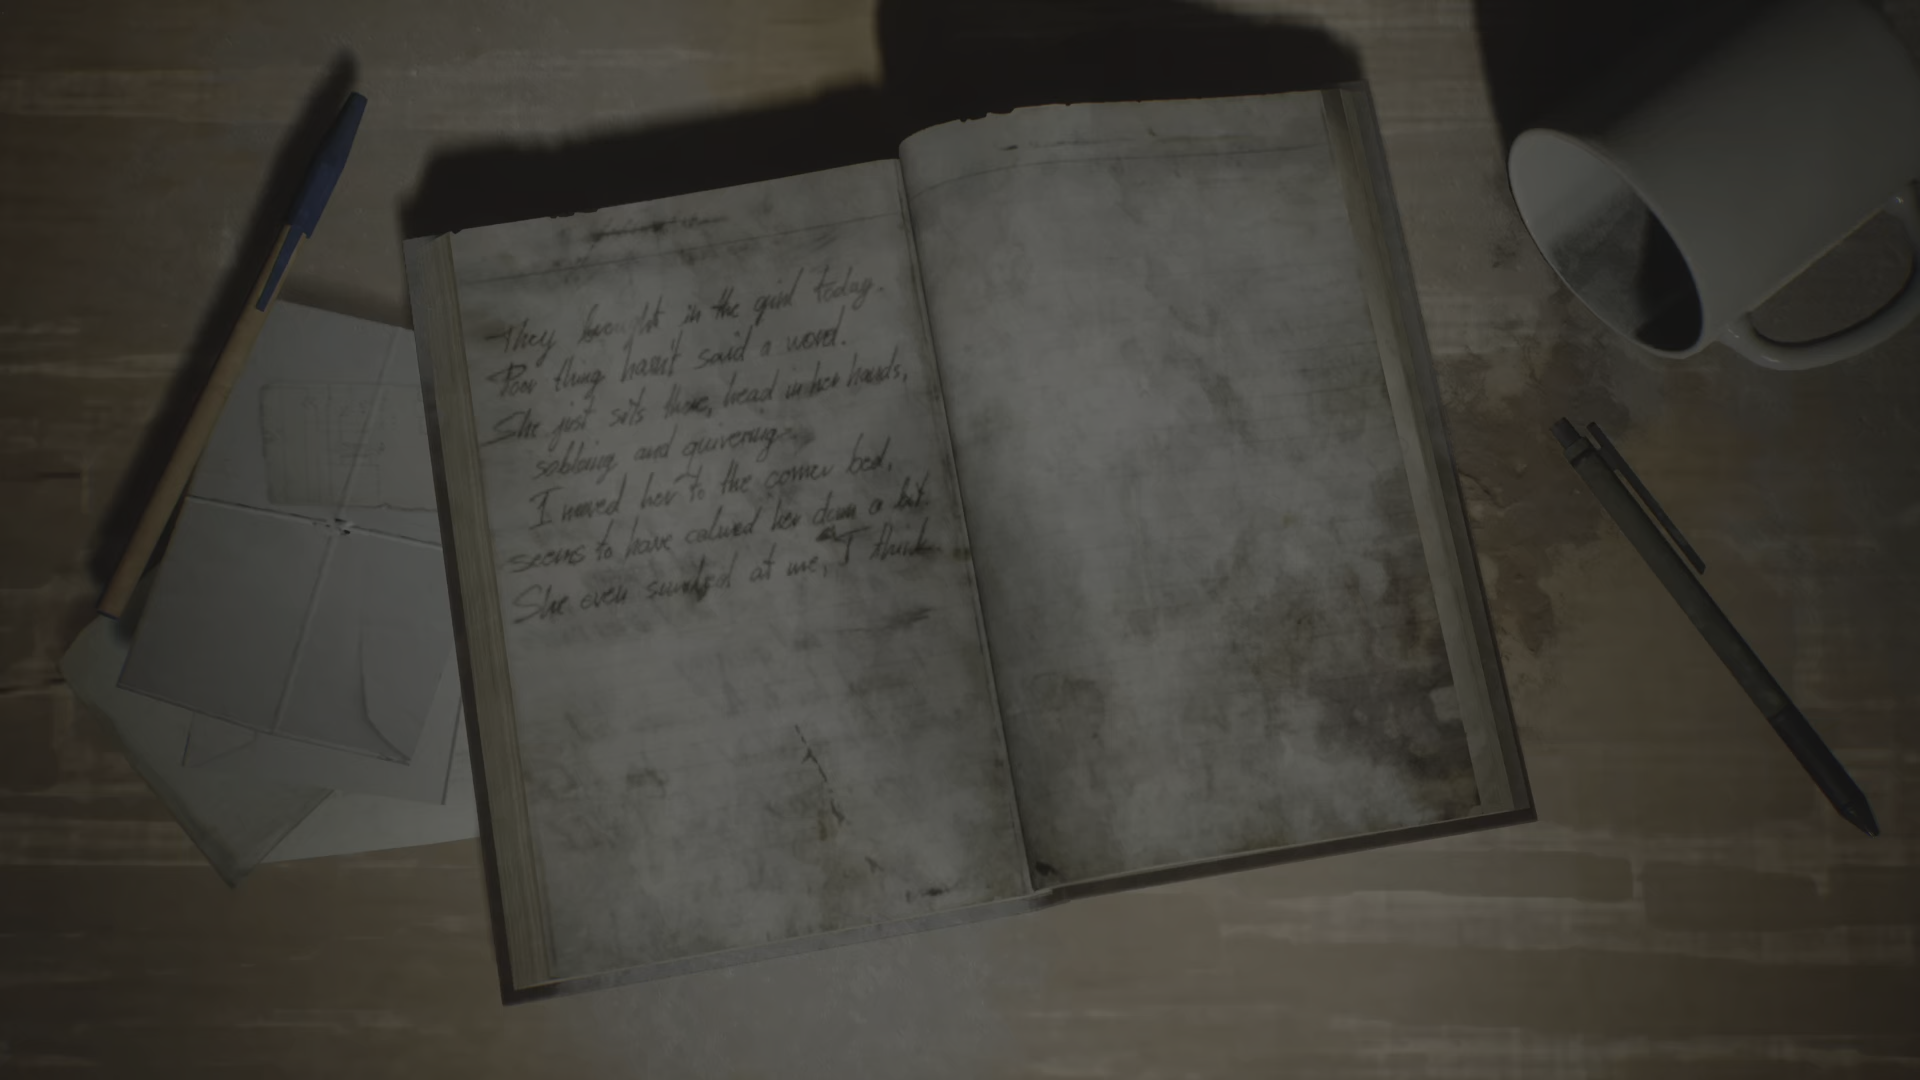 They brought in the girl today.
Poor thing hasn't said a word.
She just sits there, head in her hands,
sobbing and quivering.
I moved her to the corner bed,
seems to have calmed her down a bit.
She even smiled at me, I think